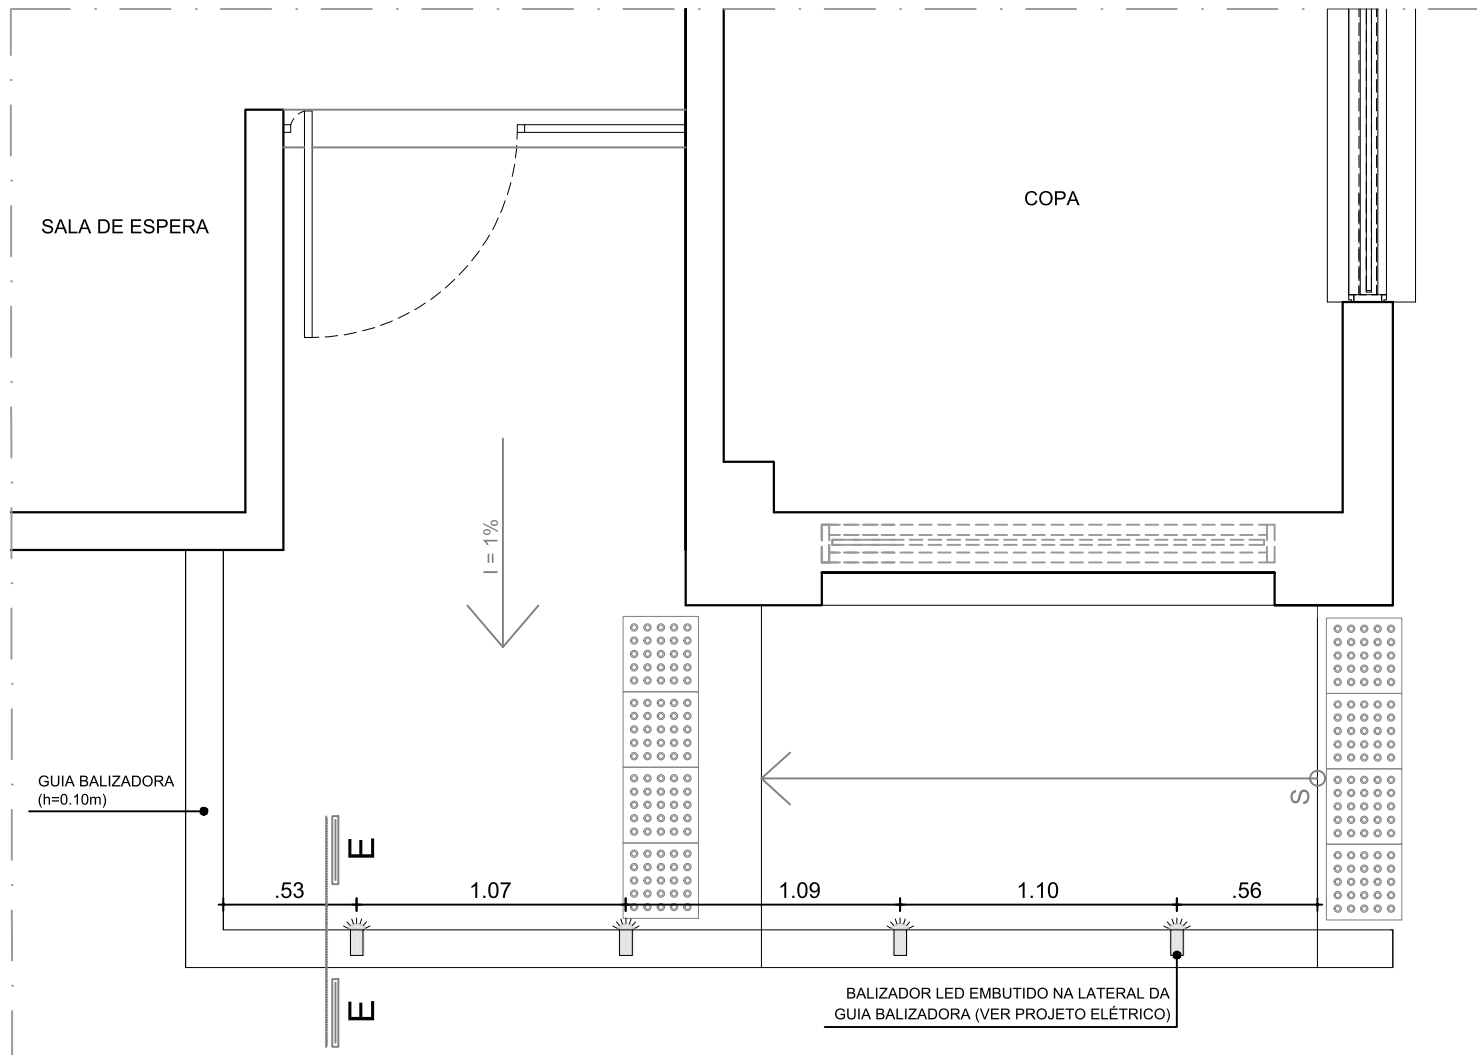 COPA
SALA DE ESPERA
I = 1%
GUIA BALIZADORA
(h=0.10m)
S
E
.53
1.07
1.09
1.10
.56
E
BALIZADOR LED EMBUTIDO NA LATERAL DA
GUIA BALIZADORA (VER PROJETO ELÉTRICO)